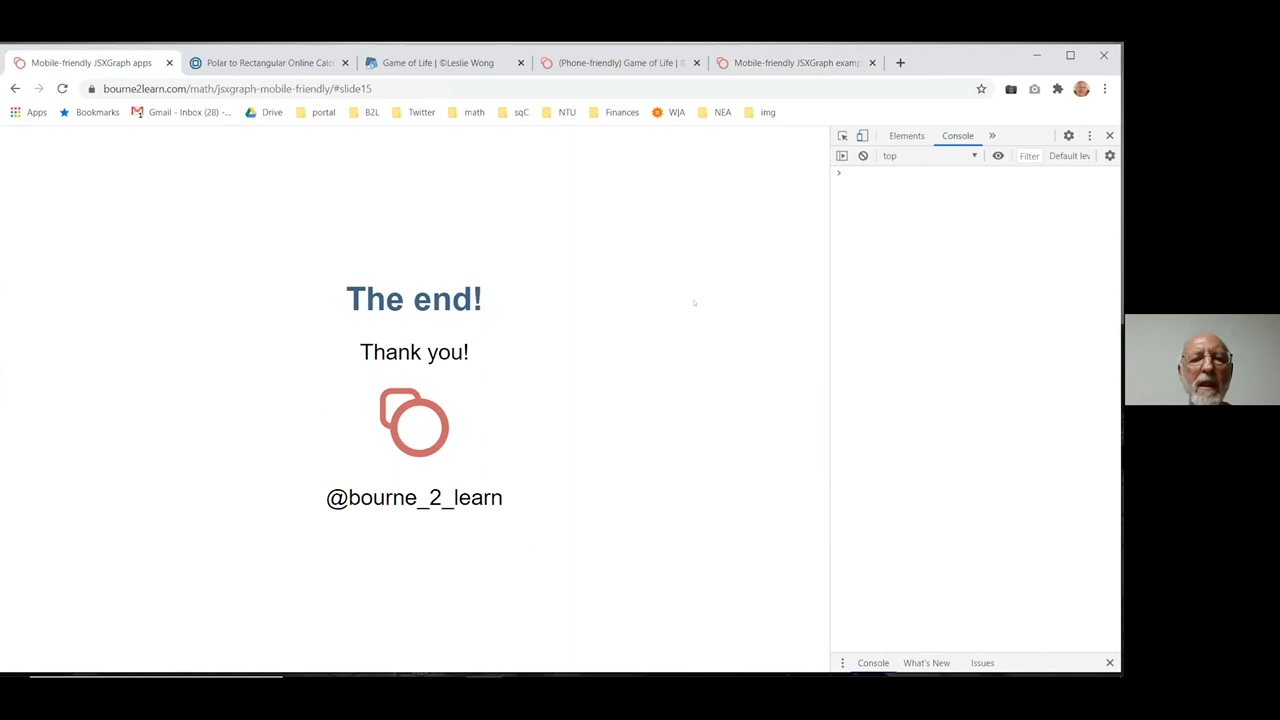 Mobile-friendly JSXGraph apps
Polar to Rectangular Online Calc
Game of Life | ©Leslie Wong
(Phone-friendly) Game of Life | ©
Mobile-friendly JSXGraph examp
bourne2learn.com/math/jsxgraph-mobile-friendly/#slide15
Apps Bookmarks Gmail - Inbox (28) -... Drive portal B2L Twitter math sqC NTU Finances WJA NEA img
Elements Console »
top Filter Default lev
The end!
Thank you!
@bourne_2_learn
Console What's New Issues